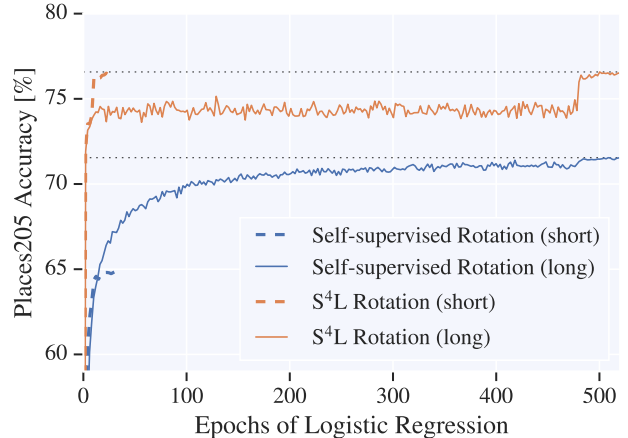 80
75
70
65
60
Places205 Accuracy [%]
Self-supervised Rotation (short)
Self-supervised Rotation (long)
S⁴L Rotation (short)
S⁴L Rotation (long)
0 100 200 300 400 500
Epochs of Logistic Regression